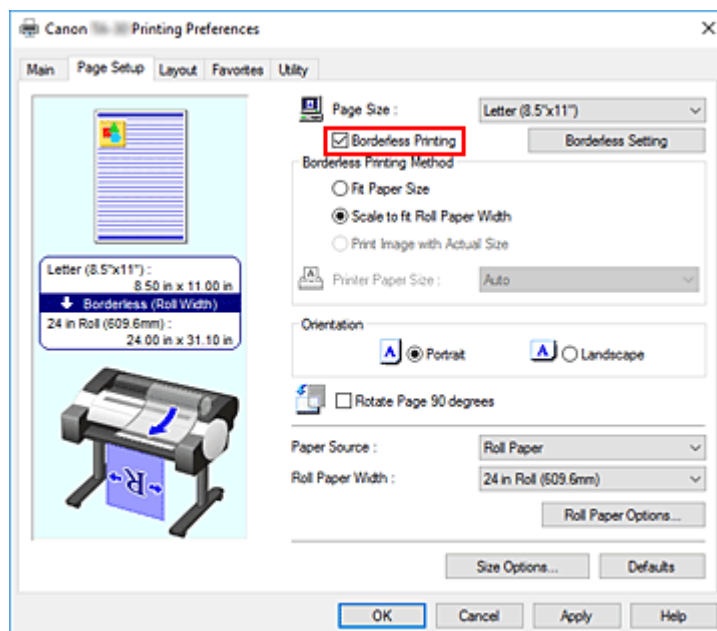 Canon Printing Preferences
Main Page Setup Layout Favorites Utility
Page Size : Letter (8.5"x11")
Borderless Printing Borderless Setting
Borderless Printing Method
Fit Paper Size
Scale to fit Roll Paper Width
Print Image with Actual Size
Printer Paper Size : Auto
Letter (8.5"x11") :
8.50 in x 11.00 in
Borderless (Roll Width)
24 in Roll (609.6mm) :
24.00 in x 31.10 in
Orientation
A Portrait A Landscape
Rotate Page 90 degrees
Paper Source : Roll Paper
Roll Paper Width : 24 in Roll (609.6mm)
Roll Paper Options...
R
Size Options... Defaults
OK Cancel Apply Help